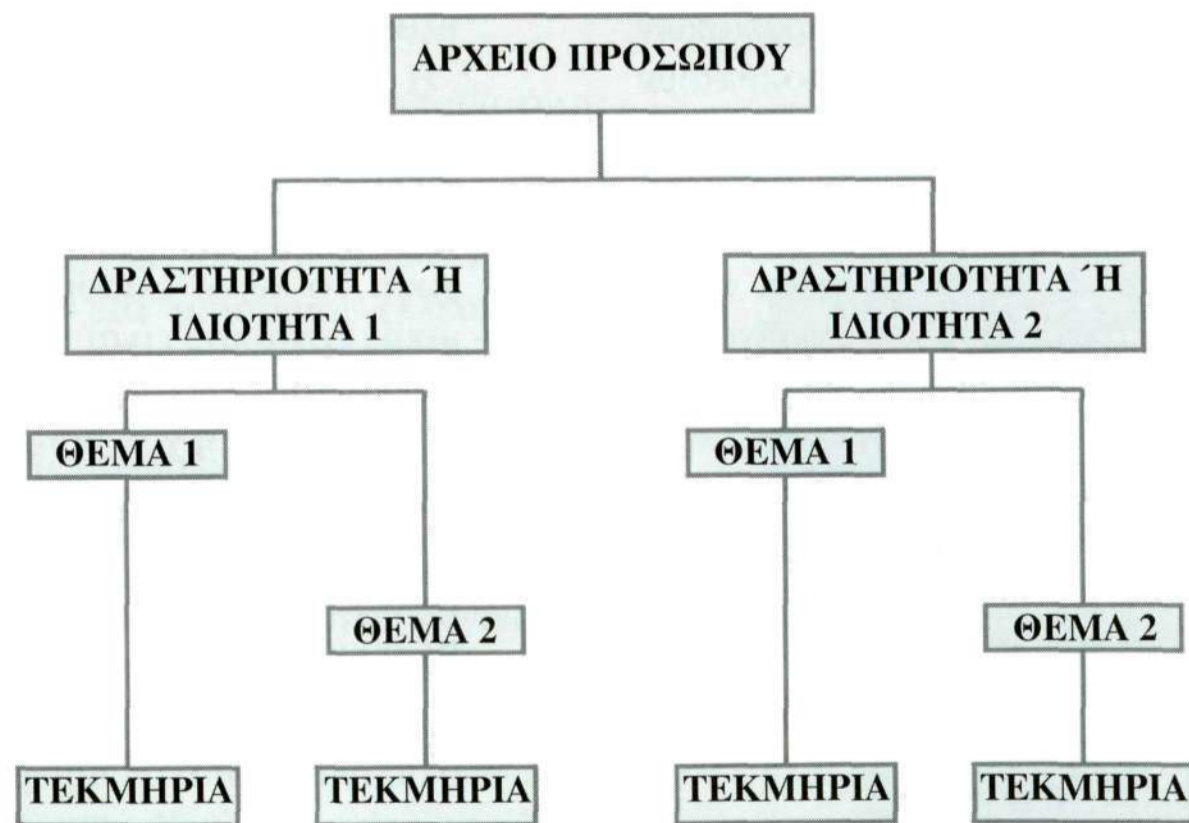 ΑΡΧΕΙΟ ΠΡΟΣΩΠΟΥ
ΔΡΑΣΤΗΡΙΟΤΗΤΑ ΄Η
ΙΔΙΟΤΗΤΑ 1
ΔΡΑΣΤΗΡΙΟΤΗΤΑ ΄Η
ΙΔΙΟΤΗΤΑ 2
ΘΕΜΑ 1
ΘΕΜΑ 1
ΘΕΜΑ 2
ΘΕΜΑ 2
ΤΕΚΜΗΡΙΑ
ΤΕΚΜΗΡΙΑ
ΤΕΚΜΗΡΙΑ
ΤΕΚΜΗΡΙΑ